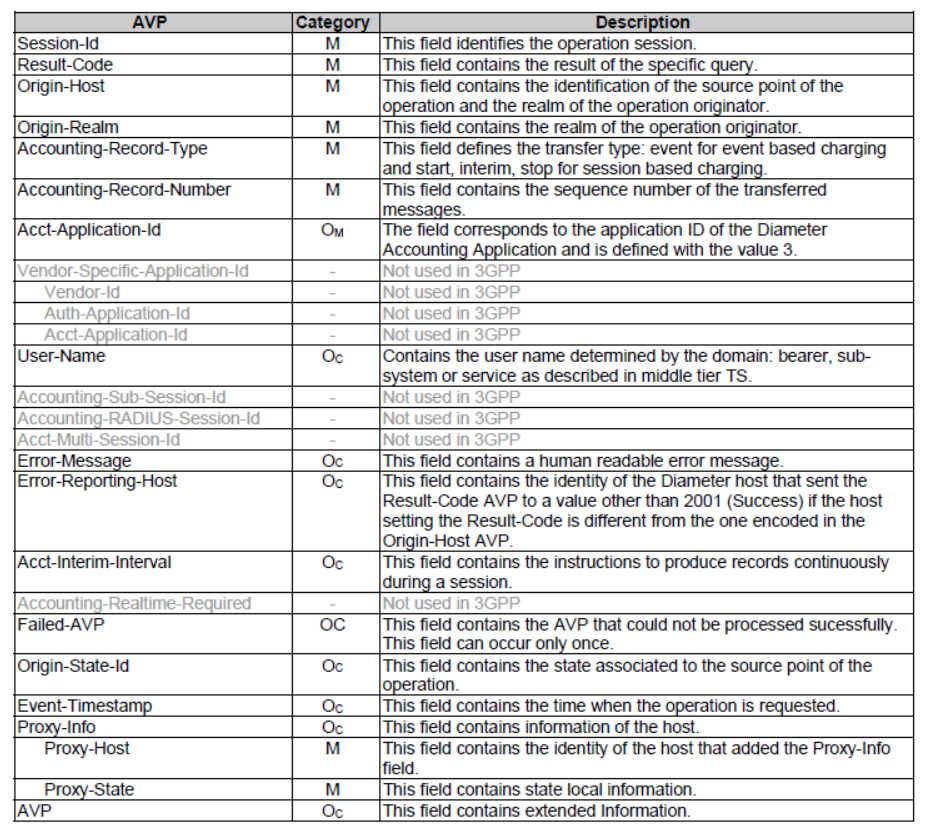 AVP Category Description
Session-Id M This field identifies the operation session.
Result-Code M This field contains the result of the specific query.
Origin-Host M This field contains the identification of the source point of the
operation and the realm of the operation originator.
Origin-Realm M This field contains the realm of the operation originator.
Accounting-Record-Type M This field defines the transfer type: event for event based charging
and start, interim, stop for session based charging.
Accounting-Record-Number M This field contains the sequence number of the transferred
messages.
Acct-Application-Id OM The field corresponds to the application ID of the Diameter
Accounting Application and is defined with the value 3.
Vendor-Specific-Application-Id - Not used in 3GPP
Vendor-Id - Not used in 3GPP
Auth-Application-Id - Not used in 3GPP
Acct-Application-Id - Not used in 3GPP
User-Name OC Contains the user name determined by the domain: bearer, sub-
system or service as described in middle tier TS.
Accounting-Sub-Session-Id - Not used in 3GPP
Accounting-RADIUS-Session-Id - Not used in 3GPP
Acct-Multi-Session-Id - Not used in 3GPP
Error-Message OC This field contains a human readable error message.
Error-Reporting-Host OC This field contains the identity of the Diameter host that sent the
Result-Code AVP to a value other than 2001 (Success) if the host
setting the Result-Code is different from the one encoded in the
Origin-Host AVP.
Acct-Interim-Interval OC This field contains the instructions to produce records continuously
during a session.
Accounting-Realtime-Required - Not used in 3GPP
Failed-AVP OC This field contains the AVP that could not be processed sucessfully.
This field can occur only once.
Origin-State-Id OC This field contains the state associated to the source point of the
operation.
Event-Timestamp OC This field contains the time when the operation is requested.
Proxy-Info OC This field contains information of the host.
Proxy-Host M This field contains the identity of the host that added the Proxy-Info
field.
Proxy-State M This field contains state local information.
AVP OC This field contains extended Information.